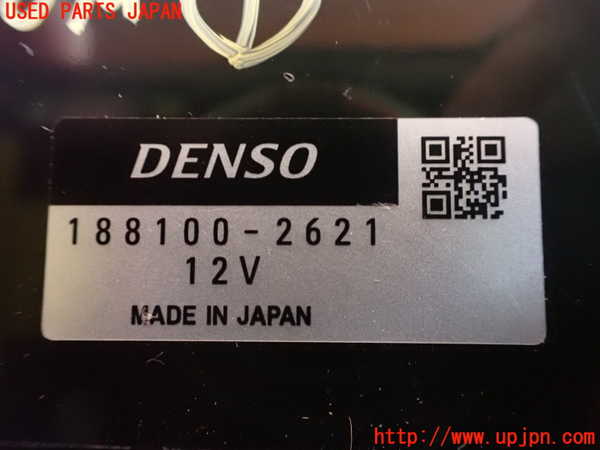 USED PARTS JAPAN
DENSO
188100-2621
12V
MADE IN JAPAN
http://www.upjpn.com/